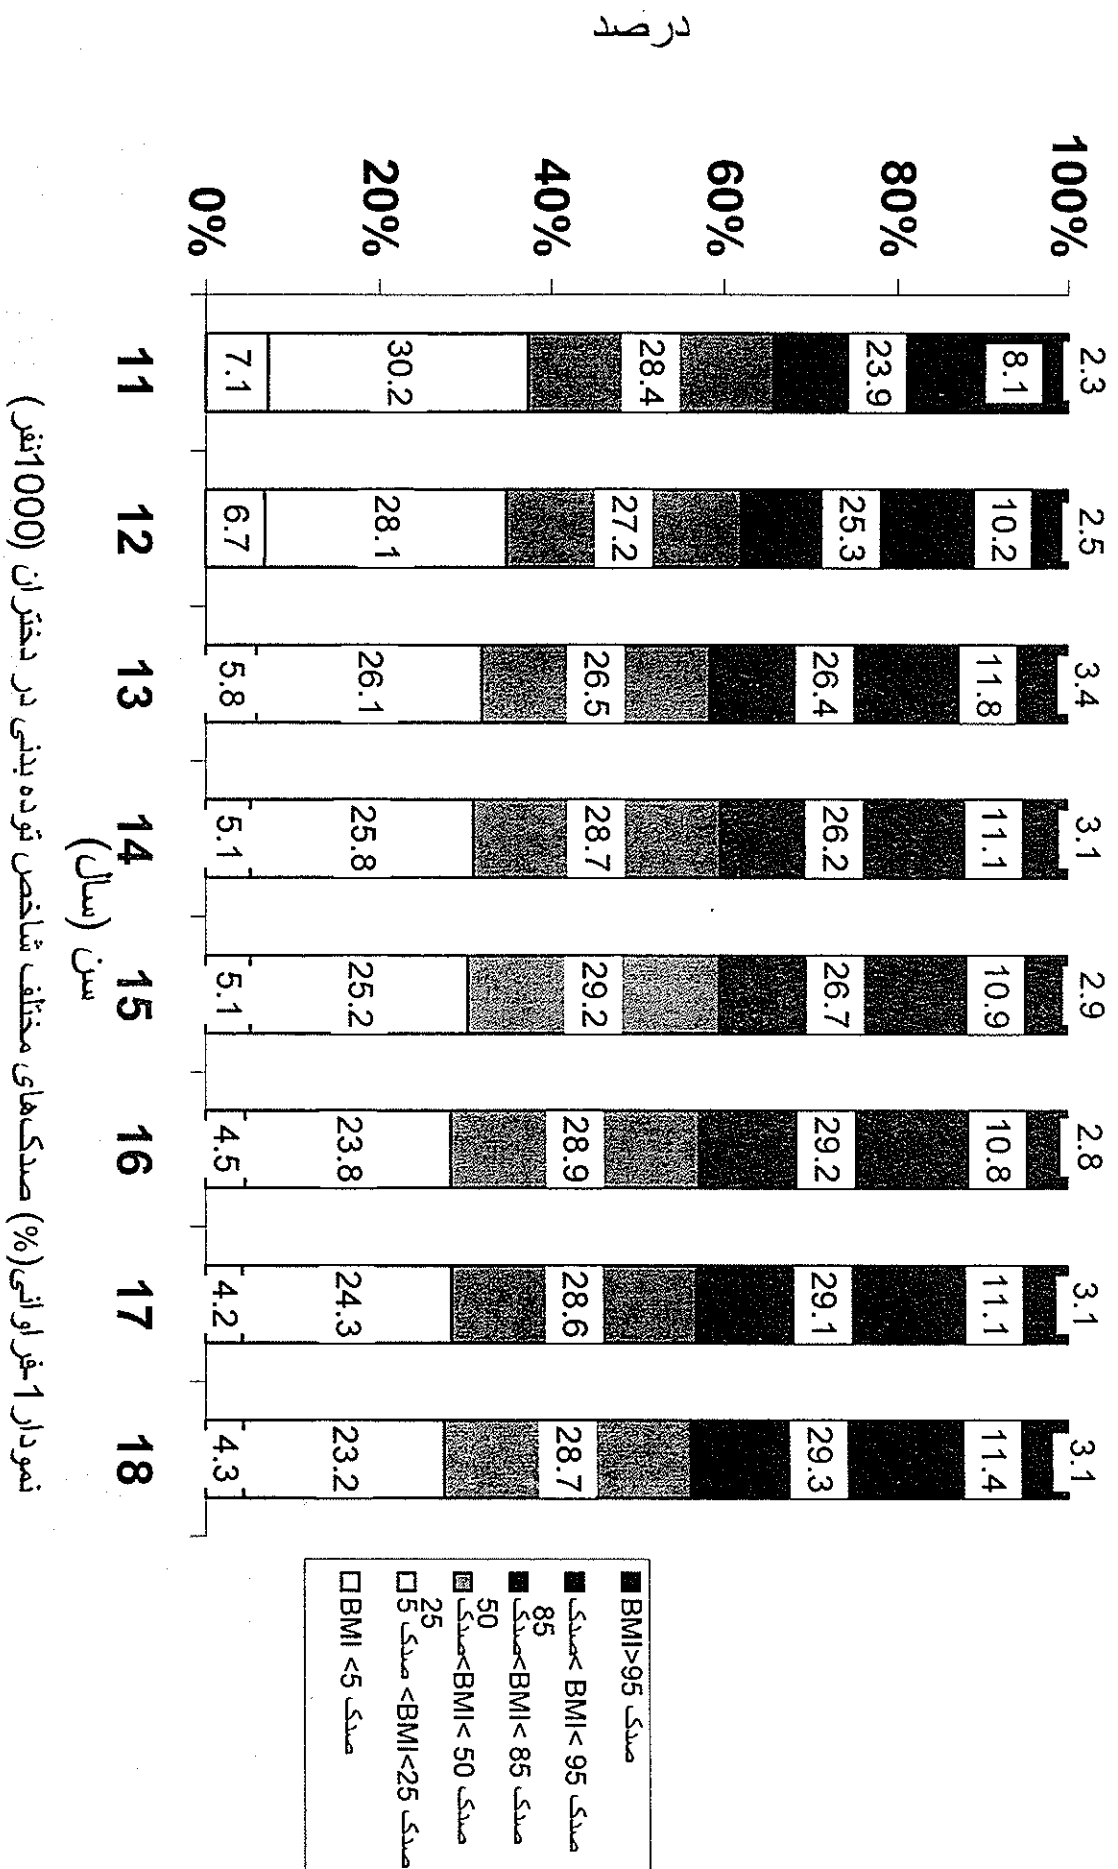 درصد
100%
80%
60%
40%
20%
0%
2.3 2.5 3.4 3.1 2.9 2.8 3.1 3.1
8.1 10.2 11.8 11.1 10.9 10.8 11.1 11.4
23.9 25.3 26.4 26.2 26.7 29.2 29.1 29.3
28.4 27.2 26.5 28.7 29.2 28.9 28.6 28.7
30.2 28.1 26.1 25.8 25.2 23.8 24.3 23.2
7.1 6.7 5.8 5.1 5.1 4.5 4.2 4.3
11 12 13 14 15 16 17 18
سن (سال)
BMI>95 صدک
صدک> BMI< 95 صدک
85
صدک>BMI< 85 صدک
50
صدک>BMI< 50 صدک
25
5 صدک >BMI<25 صدک
BMI <5 صدک
نمودار 1-فراوانی(%) صدک‌های مختلف شاخص توده بدنی در دختران (1000نفر)